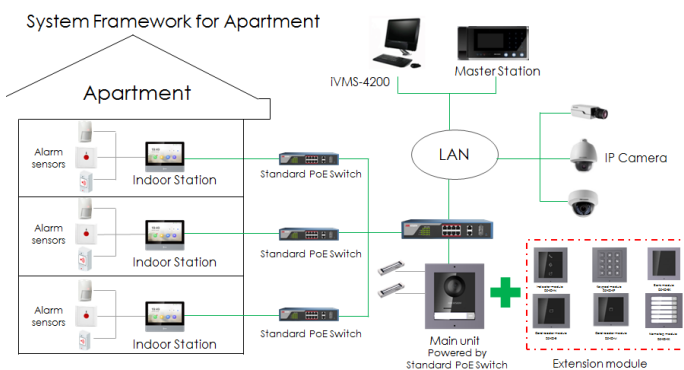 System Framework for Apartment
Apartment
iVMS-4200
Master Station
LAN
IP Camera
Alarm
sensors
Indoor Station
Standard PoE Switch
Alarm
sensors
Indoor Station
Standard PoE Switch
Alarm
sensors
Indoor Station
Standard PoE Switch
Main unit
Powered by
Standard PoE Switch
Extension module